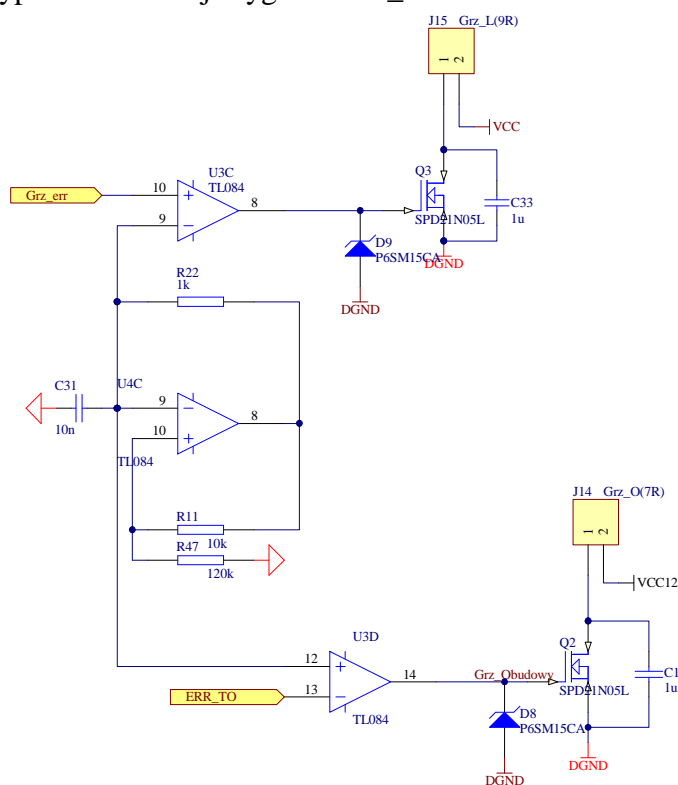 J15 Grz_L(9R)
1
2
VCC
U3C
TL084
Grz_err
10
+
9
−
8
Q3
SPD21N05L
C33
1u
D9
P6SM15CA
DGND
DGND
R22
1k
C31
10n
U4C
9
−
10
+
8
TL084
R11
10k
R47
120k
J14 Grz_O(7R)
1
2
VCC12
U3D
12
+
13
−
14
ERR_TO
TL084
Grz_Obudowy
Q2
SPD21N05L
C1
1u
D8
P6SM15CA
DGND
DGND